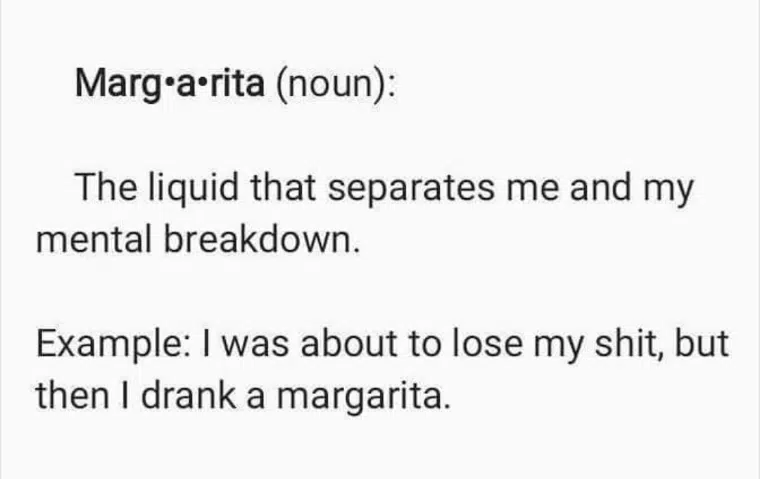 Marg•a•rita (noun):
The liquid that separates me and my
mental breakdown.
Example: I was about to lose my shit, but
then I drank a margarita.